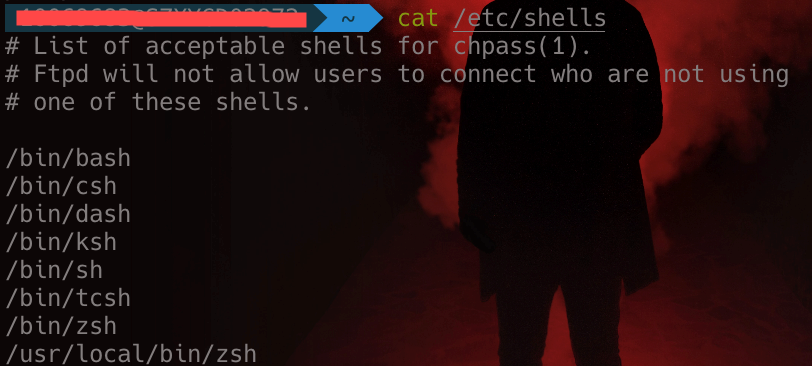 ~ cat /etc/shells
# List of acceptable shells for chpass(1).
# Ftpd will not allow users to connect who are not using
# one of these shells.
/bin/bash
/bin/csh
/bin/dash
/bin/ksh
/bin/sh
/bin/tcsh
/bin/zsh
/usr/local/bin/zsh